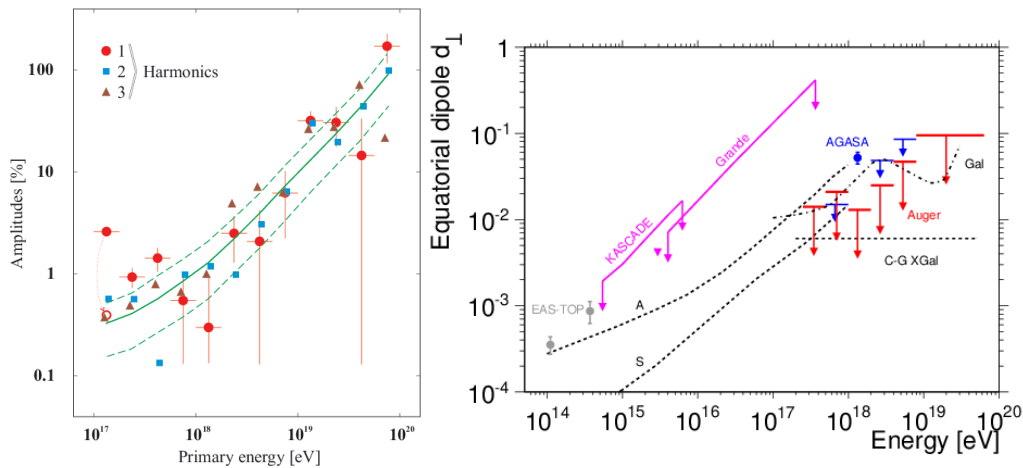 1
2
3
Harmonics
100
10
1
0.1
Amplitudes [%]
10^17
10^18
10^19
10^20
Primary energy [eV]
Equatorial dipole d⊥
1
10^-1
10^-2
10^-3
10^-4
KASCADE
Grande
AGASA
Gal
Auger
C-G XGal
EAS-TOP
A
S
10^14
10^15
10^16
10^17
10^18
10^19
10^20
Energy [eV]